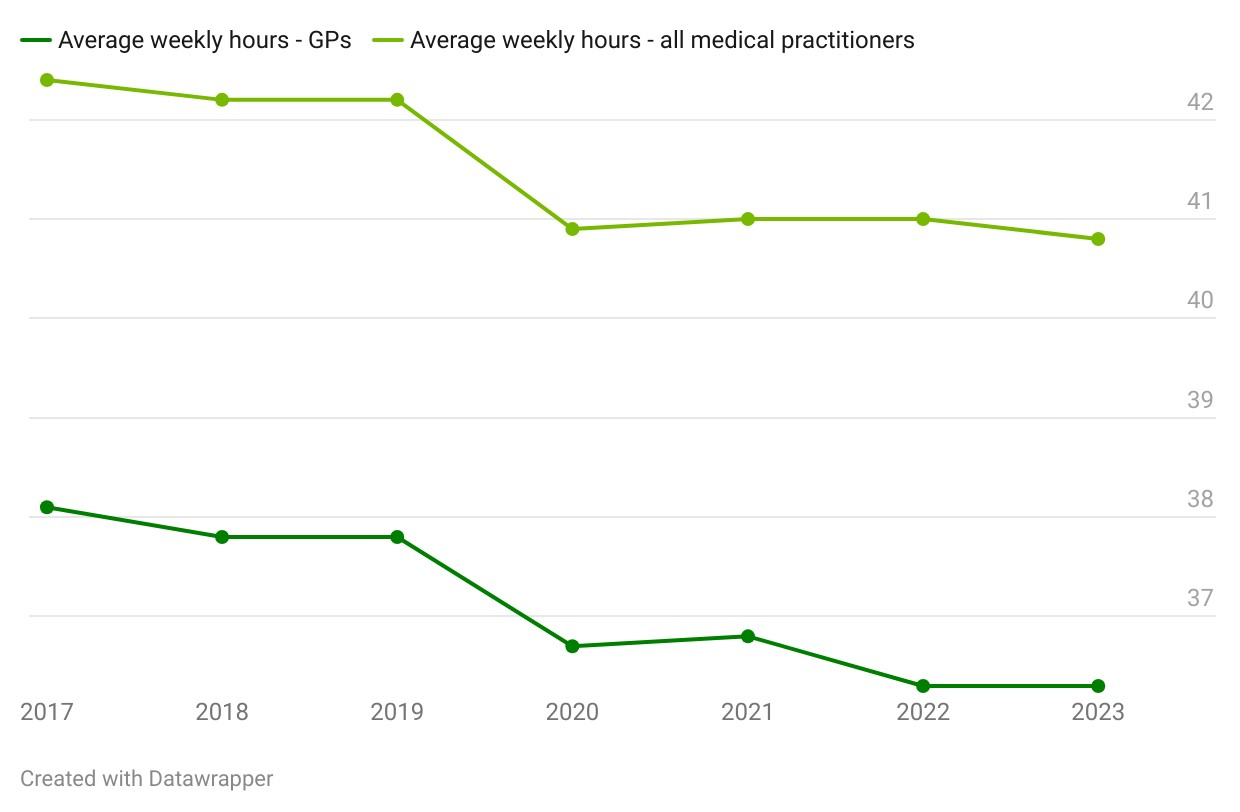 Average weekly hours - GPs Average weekly hours - all medical practitioners
42
41
40
39
38
37
2017 2018 2019 2020 2021 2022 2023
Created with Datawrapper